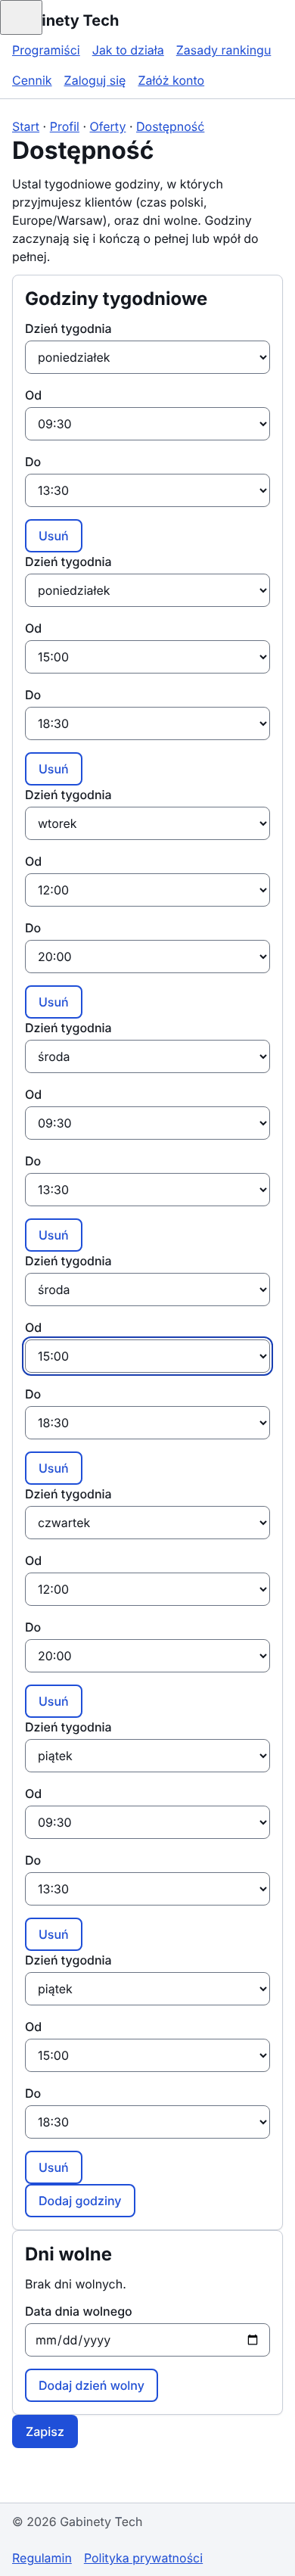 inety Tech
Programiści Jak to działa Zasady rankingu
Cennik Zaloguj się Załóż konto
Start · Profil · Oferty · Dostępność
Dostępność
Ustal tygodniowe godziny, w których
przyjmujesz klientów (czas polski,
Europe/Warsaw), oraz dni wolne. Godziny
zaczynają się i kończą o pełnej lub wpół do
pełnej.
Godziny tygodniowe
Dzień tygodnia
poniedziałek
Od
09:30
Do
13:30
Usuń
Dzień tygodnia
poniedziałek
Od
15:00
Do
18:30
Usuń
Dzień tygodnia
wtorek
Od
12:00
Do
20:00
Usuń
Dzień tygodnia
środa
Od
09:30
Do
13:30
Usuń
Dzień tygodnia
środa
Od
15:00
Do
18:30
Usuń
Dzień tygodnia
czwartek
Od
12:00
Do
20:00
Usuń
Dzień tygodnia
piątek
Od
09:30
Do
13:30
Usuń
Dzień tygodnia
piątek
Od
15:00
Do
18:30
Usuń
Dodaj godziny
Dni wolne
Brak dni wolnych.
Data dnia wolnego
mm/dd/yyyy
Dodaj dzień wolny
Zapisz
© 2026 Gabinety Tech
Regulamin Polityka prywatności